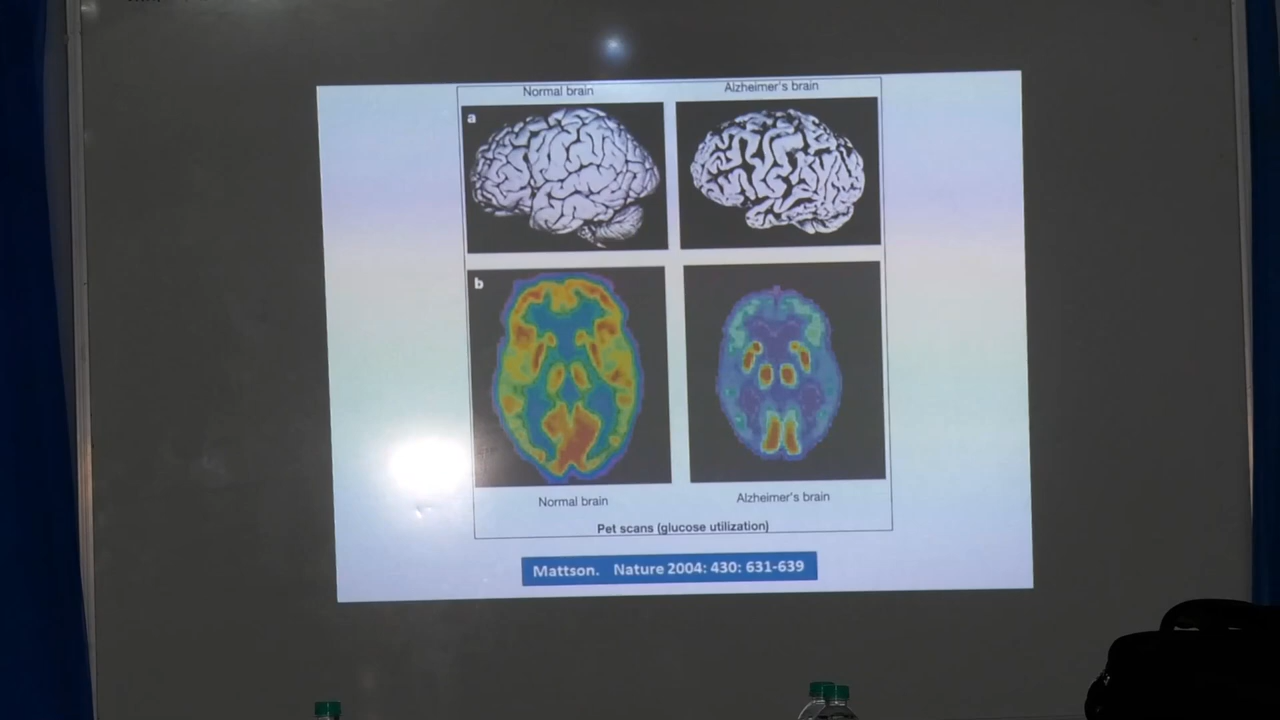 Normal brain
Alzheimer's brain
a
b
Normal brain
Alzheimer's brain
Pet scans (glucose utilization)
Mattson. Nature 2004: 430: 631-639